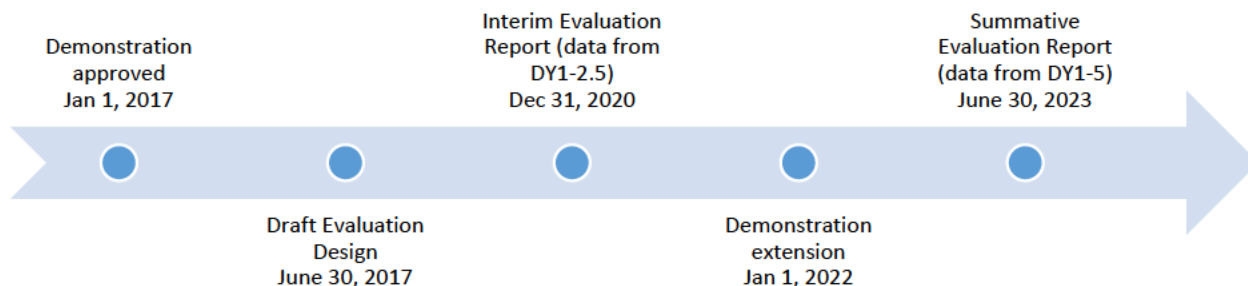 Demonstration
approved
Jan 1, 2017
Draft Evaluation
Design
June 30, 2017
Interim Evaluation
Report (data from
DY1-2.5)
Dec 31, 2020
Demonstration
extension
Jan 1, 2022
Summative
Evaluation Report
(data from DY1-5)
June 30, 2023